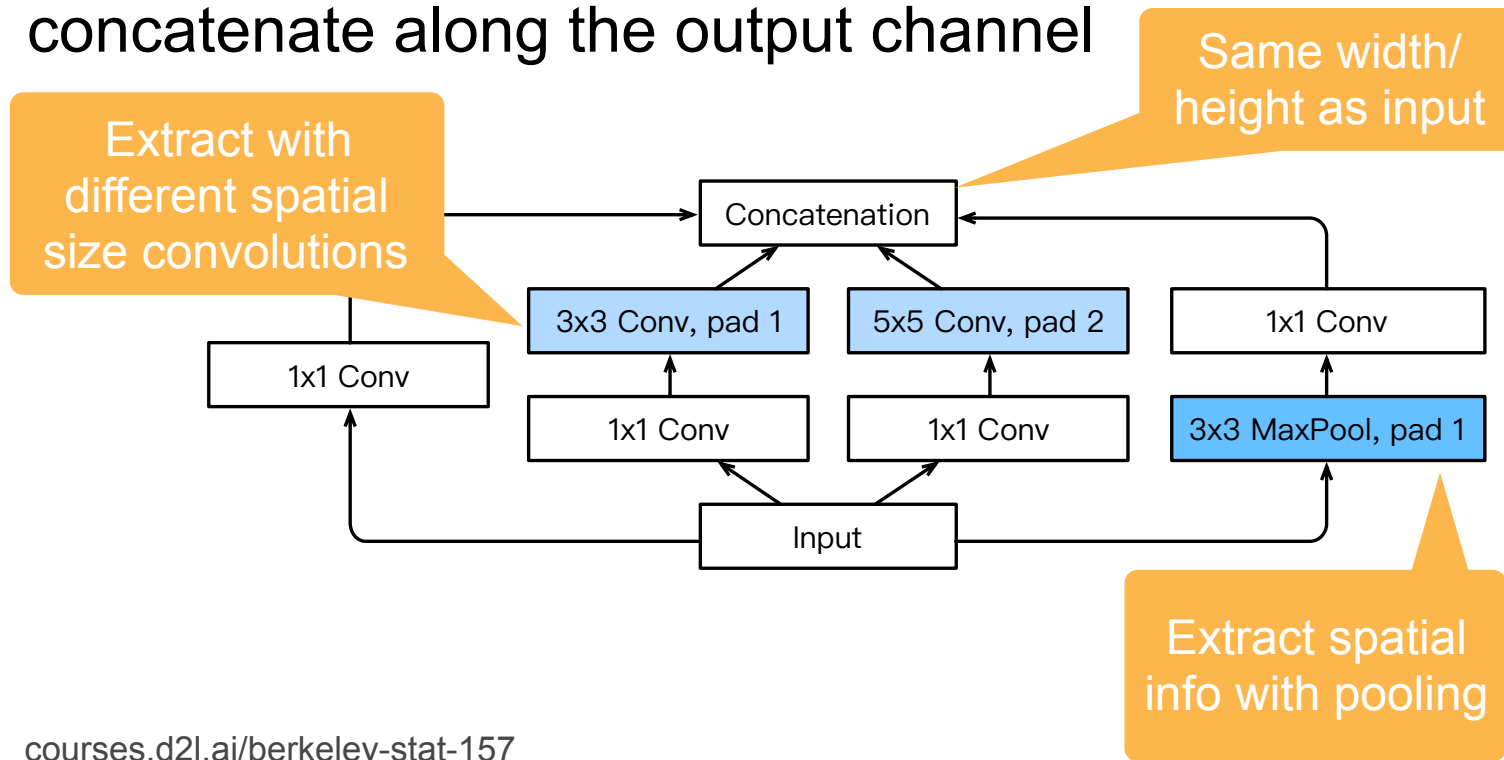 concatenate along the output channel
Same width/
height as input
Extract with
different spatial
size convolutions
Concatenation
3x3 Conv, pad 1
5x5 Conv, pad 2
1x1 Conv
1x1 Conv
1x1 Conv
1x1 Conv
3x3 MaxPool, pad 1
Input
Extract spatial
info with pooling
courses.d2l.ai/berkeley-stat-157